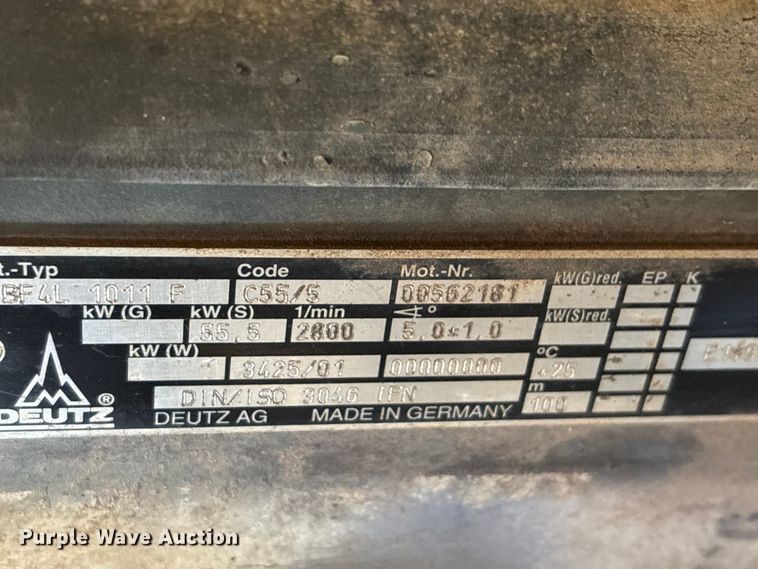 t.-Typ Code Mot.-Nr. kW(G)red. EP K
BF4L 1011 F C55/5 00562181
kW (G) kW (S) 1/min ∢° kW(S)red.
55,5 2800 5.0±1.0
kW (W) °C
3425/01 00000000 +25
DIN/ISO 3046 IFN m
100
DEUTZ ® DEUTZ AG MADE IN GERMANY
Purple Wave Auction